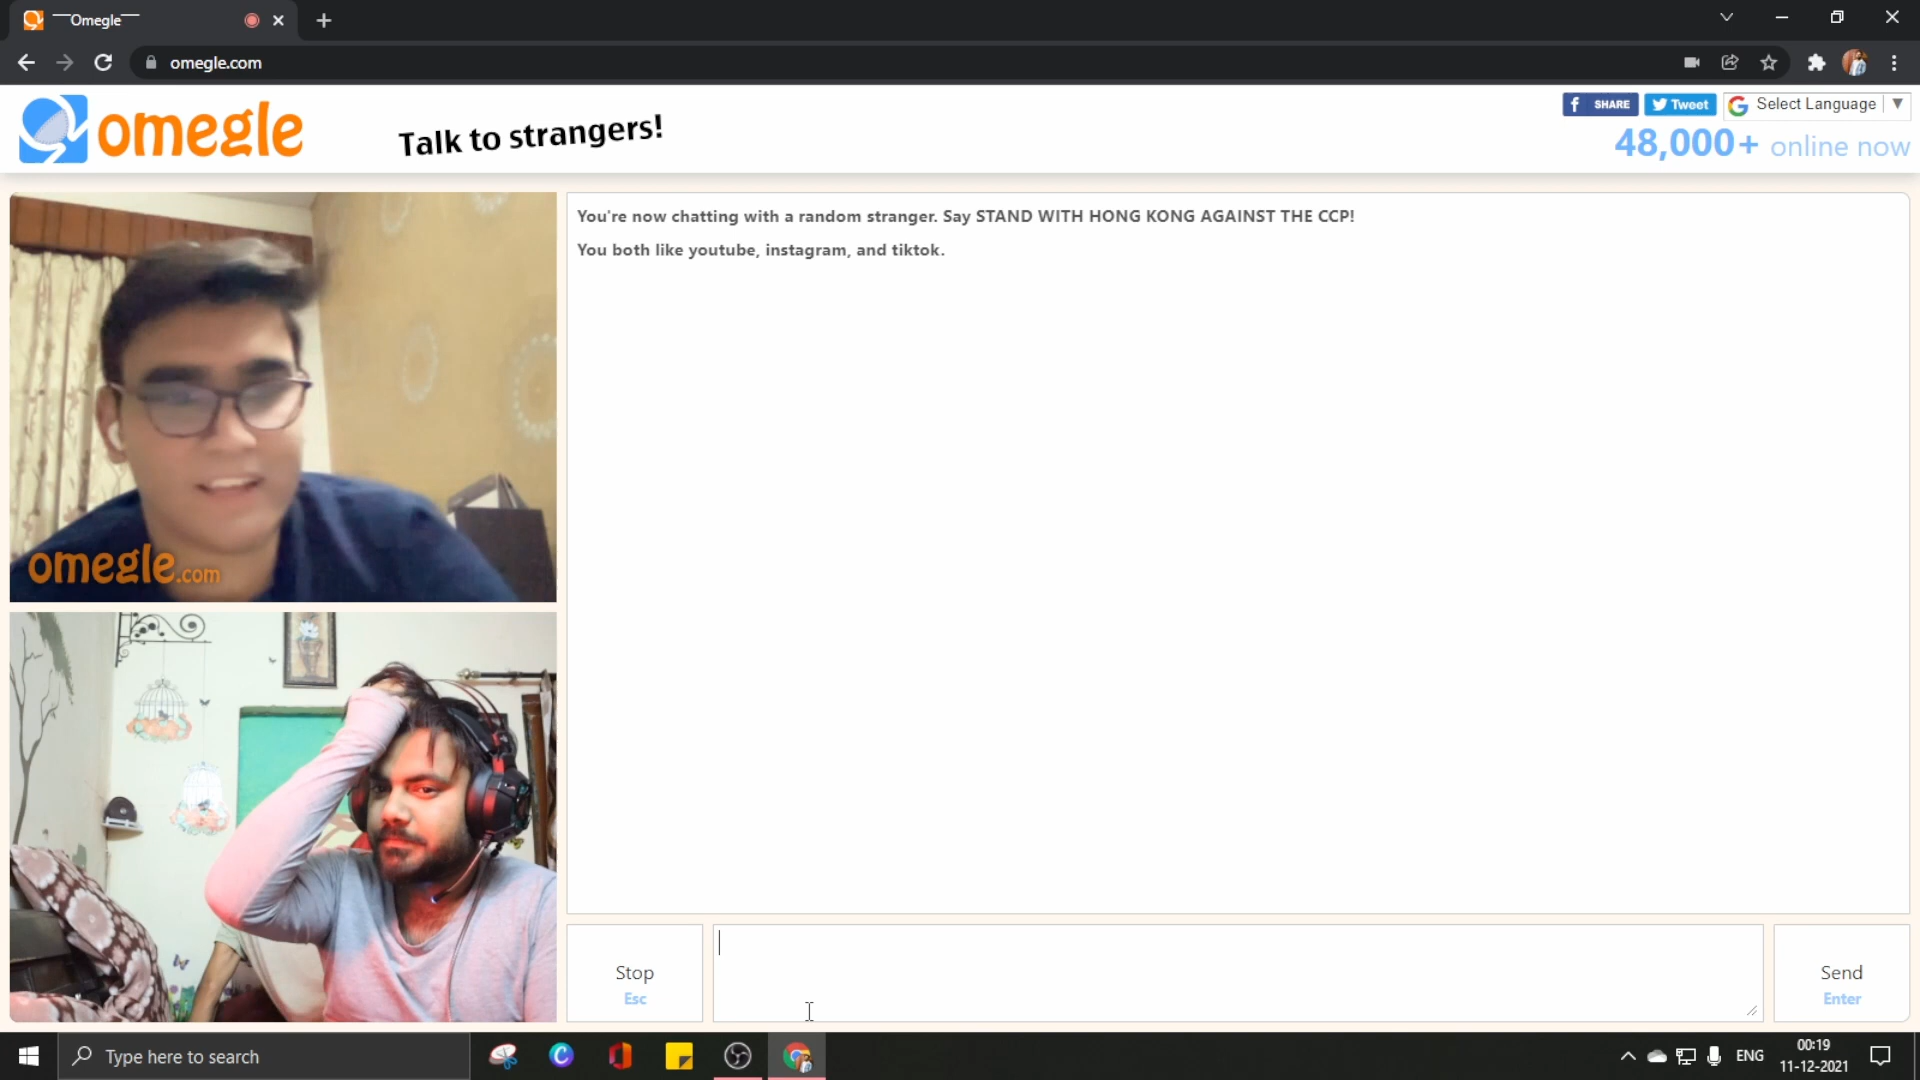 Omegle
omegle.com
omegle
Talk to strangers!
f SHARE
Tweet
G Select Language ▼
48,000+ online now
You're now chatting with a random stranger. Say STAND WITH HONG KONG AGAINST THE CCP!
You both like youtube, instagram, and tiktok.
omegle.com
Stop
Esc
Send
Enter
Type here to search
ENG
00:19
11-12-2021